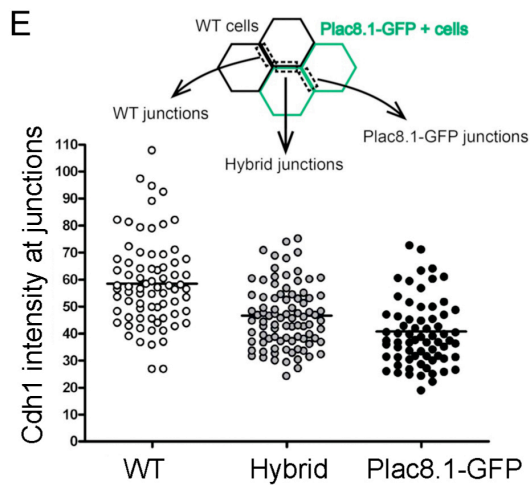 E
WT cells
Plac8.1-GFP + cells
WT junctions
Hybrid junctions
Plac8.1-GFP junctions
Cdh1 intensity at junctions
110
100
90
80
70
60
50
40
30
20
10
0
WT Hybrid Plac8.1-GFP